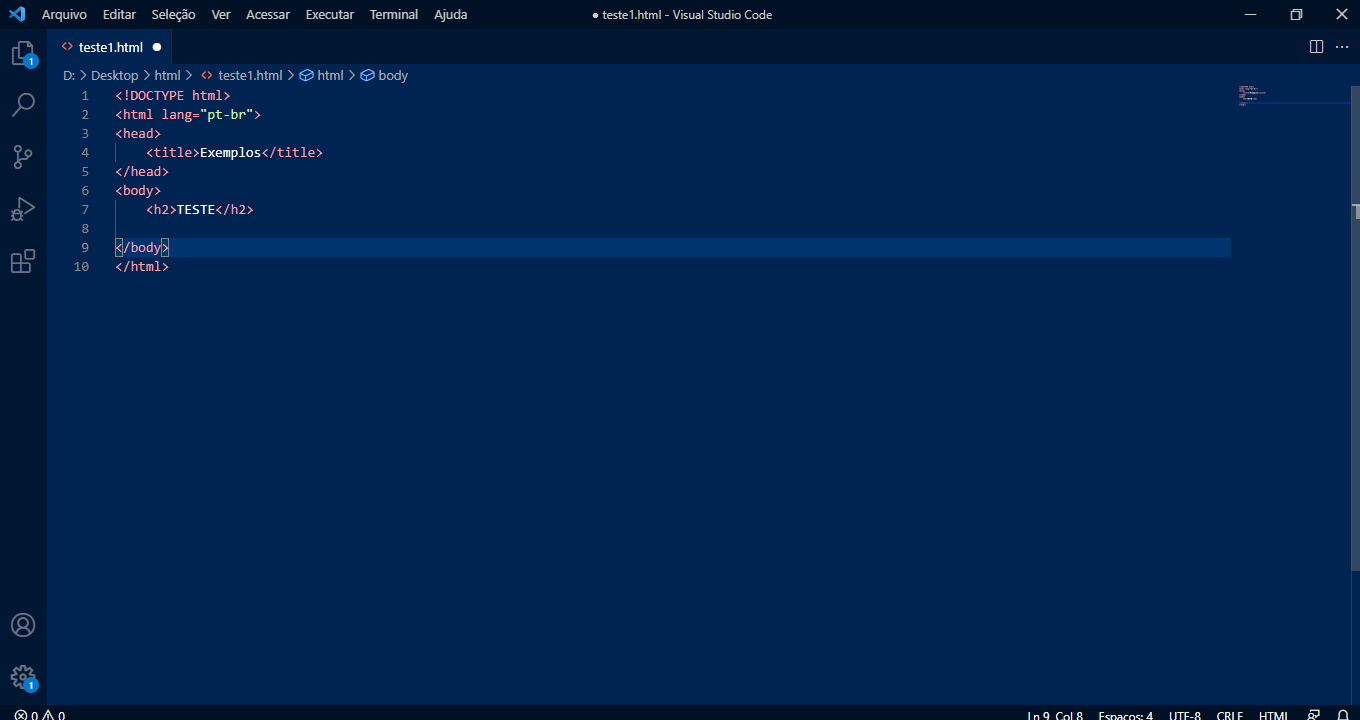 Arquivo Editar Seleção Ver Acessar Executar Terminal Ajuda ● teste1.html - Visual Studio Code
<> teste1.html ●
1
D: > Desktop > html > <> teste1.html > html > body
1 <!DOCTYPE html>
2 <html lang="pt-br">
3 <head>
4 <title>Exemplos</title>
5 </head>
6 <body>
7 <h2>TESTE</h2>
8
9 </body>
10 </html>
1
0 0 Ln 9, Col 8 Espaços: 4 UTF-8 CRLF HTML